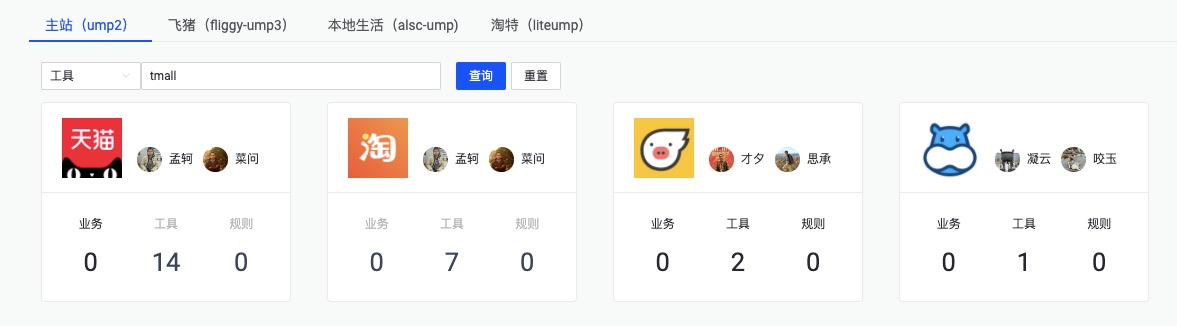 主站（ump2） 飞猪（fliggy-ump3） 本地生活（alsc-ump） 淘特（liteump）
工具 tmall 查询 重置
天猫 孟轲 菜问 淘 孟轲 菜问 才夕 思承 凝云 咬玉
业务 工具 规则 业务 工具 规则 业务 工具 规则 业务 工具 规则
0 14 0 0 7 0 0 2 0 0 1 0